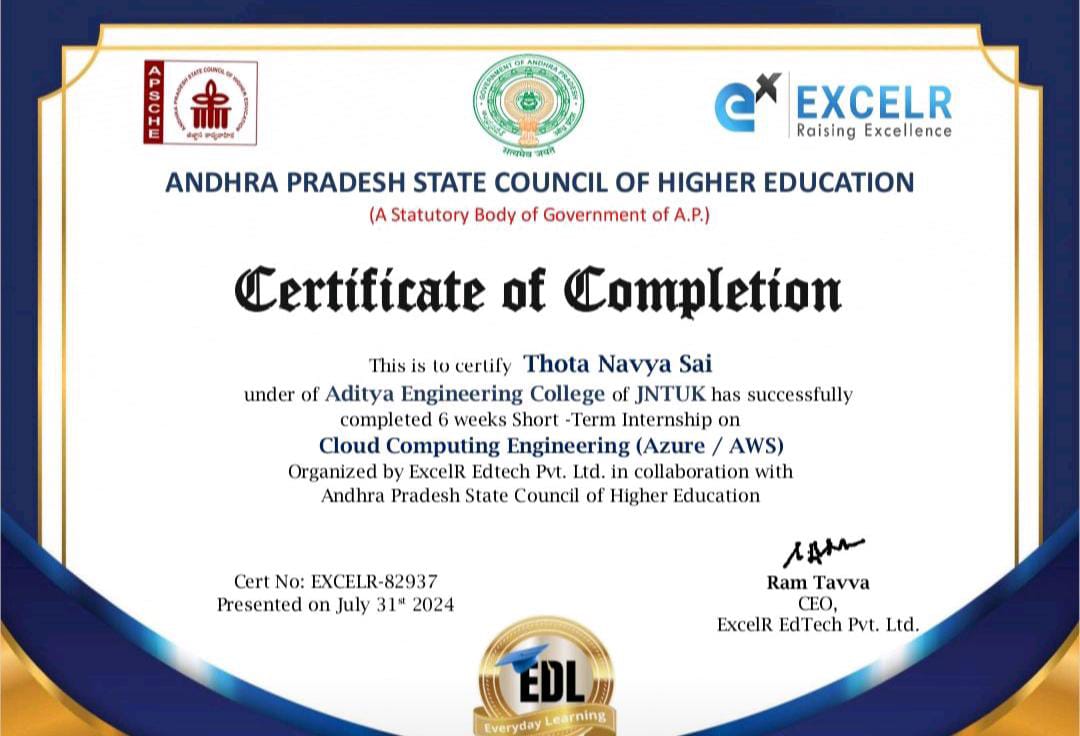 APSCHE
ANDHRA PRADESH STATE COUNCIL OF HIGHER EDUCATION
GOVERNMENT OF ANDHRA PRADESH
सत्यमेव जयते
ex EXCELR
Raising Excellence
ANDHRA PRADESH STATE COUNCIL OF HIGHER EDUCATION
(A Statutory Body of Government of A.P.)
Certificate of Completion
This is to certify Thota Navya Sai
under of Aditya Engineering College of JNTUK has successfully
completed 6 weeks Short -Term Internship on
Cloud Computing Engineering (Azure / AWS)
Organized by ExcelR Edtech Pvt. Ltd. in collaboration with
Andhra Pradesh State Council of Higher Education
Cert No: EXCELR-82937
Presented on July 31st 2024
Ram Tavva
CEO,
ExcelR EdTech Pvt. Ltd.
EDL
Everyday Learning